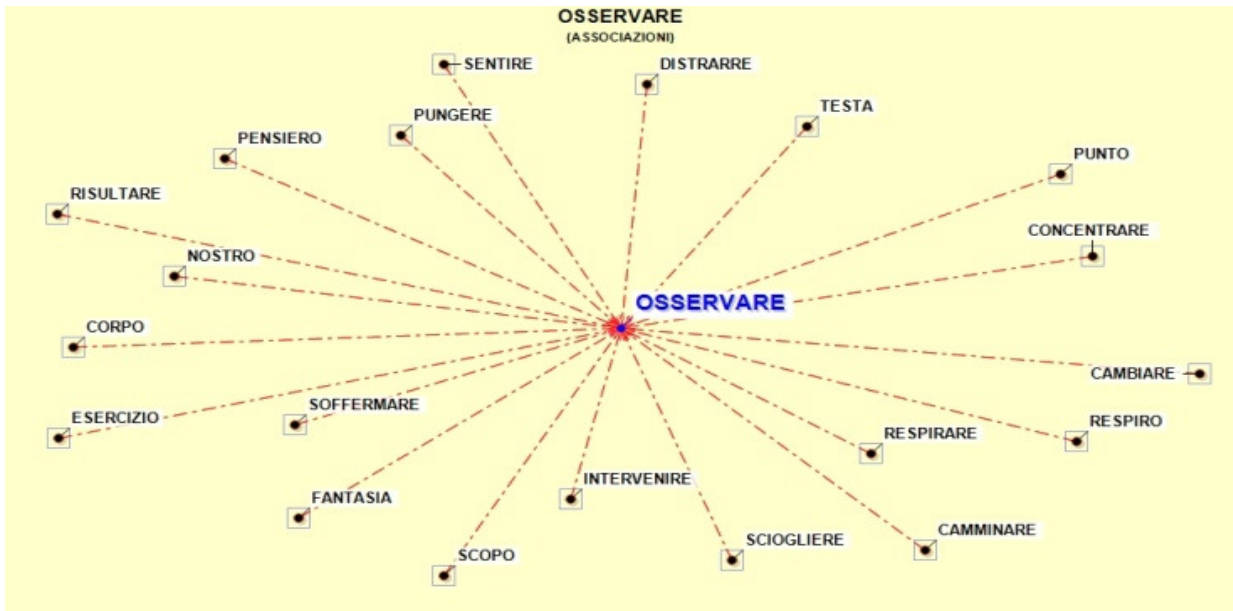 OSSERVARE
(ASSOCIAZIONI)
SENTIRE
DISTRARRE
TESTA
PUNGERE
PENSIERO
PUNTO
RISULTARE
CONCENTRARE
NOSTRO
OSSERVARE
CORPO
CAMBIARE
SOFFERMARE
ESERCIZIO
RESPIRO
RESPIRARE
INTERVENIRE
FANTASIA
CAMMINARE
SCIOGLIERE
SCOPO